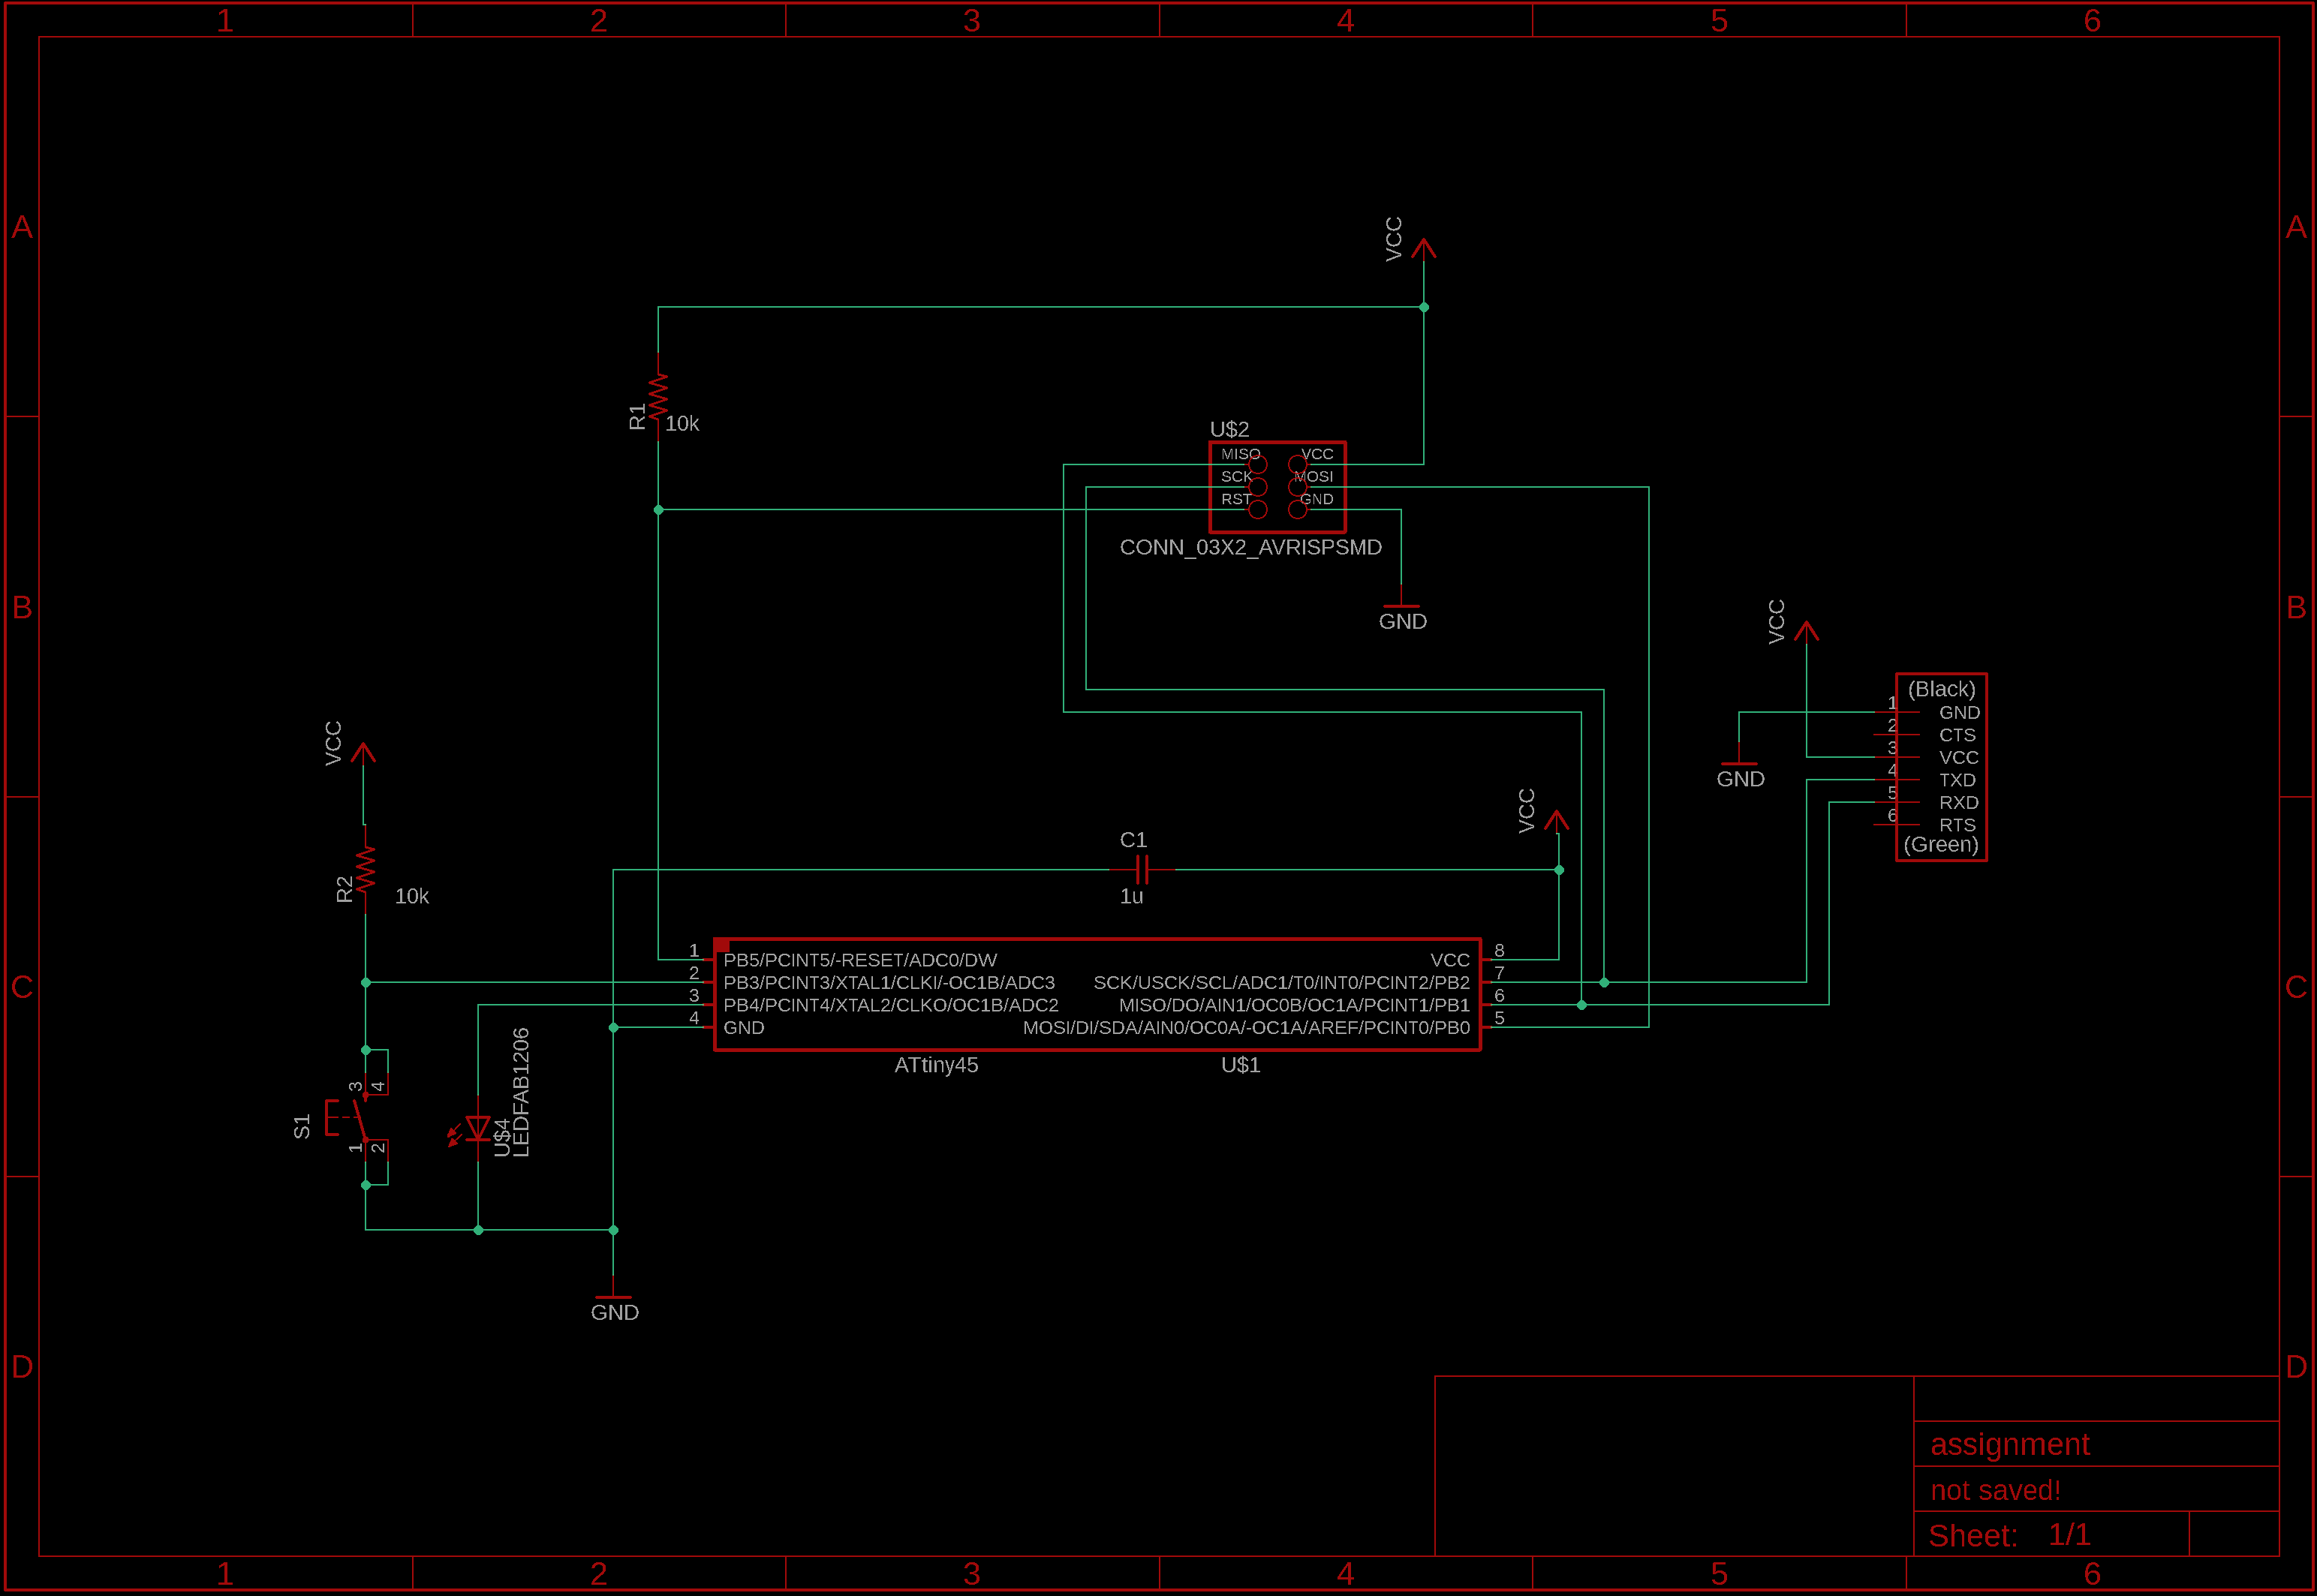 1 2 3 4 5 6
A A
VCC
R1
10k
U$2
MISO VCC
SCK MOSI
RST GND
CONN_03X2_AVRISPSMD
GND
B B
VCC
(Black)
1 GND
2 CTS
3 VCC
4 TXD
5 RXD
6 RTS
(Green)
GND
VCC
R2
10k
VCC
C1
1u
1 PB5/PCINT5/-RESET/ADC0/DW VCC 8
2 PB3/PCINT3/XTAL1/CLKI/-OC1B/ADC3 SCK/USCK/SCL/ADC1/T0/INT0/PCINT2/PB2 7
3 PB4/PCINT4/XTAL2/CLKO/OC1B/ADC2 MISO/DO/AIN1/OC0B/OC1A/PCINT1/PB1 6
4 GND MOSI/DI/SDA/AIN0/OC0A/-OC1A/AREF/PCINT0/PB0 5
ATtiny45 U$1
C C
S1
3 4
1 2
U$4
LEDFAB1206
GND
D D
assignment
not saved!
Sheet: 1/1
1 2 3 4 5 6